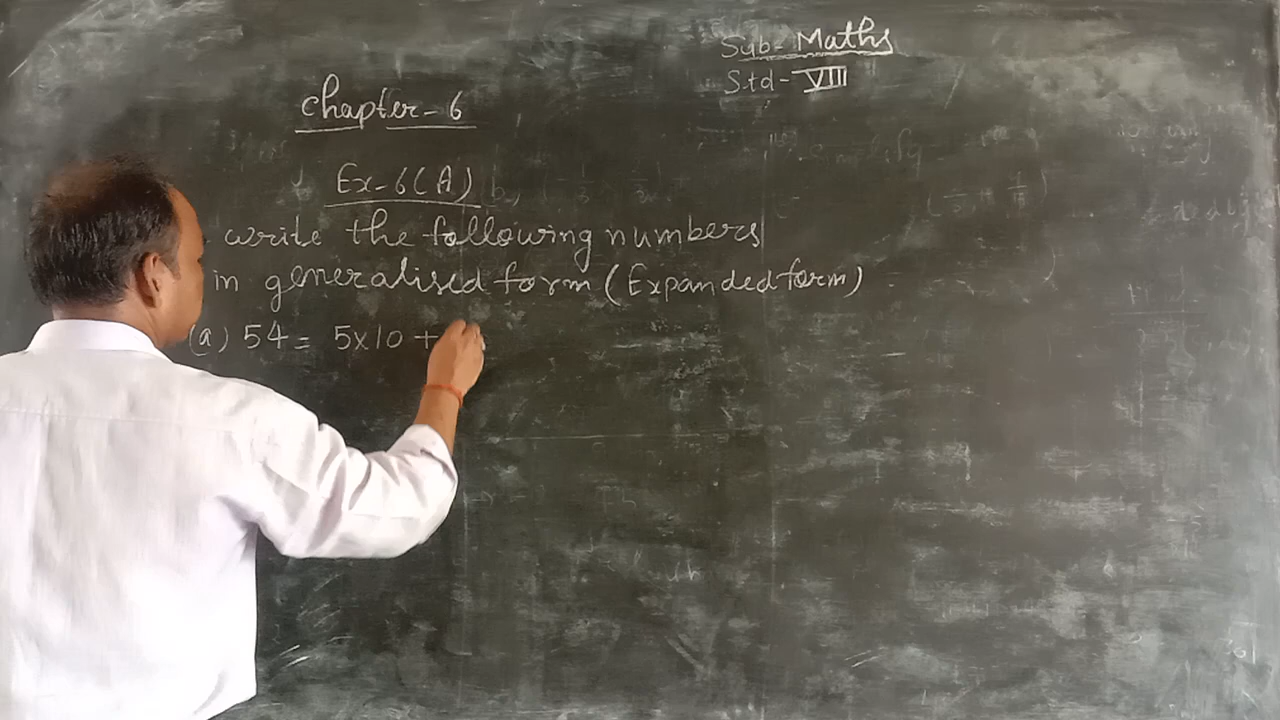 Sub- Maths
Std- VIII
Chapter- 6
Ex-6(A)
write the following numbers
in generalised form (Expanded form)
(a) 54 = 5x10 +